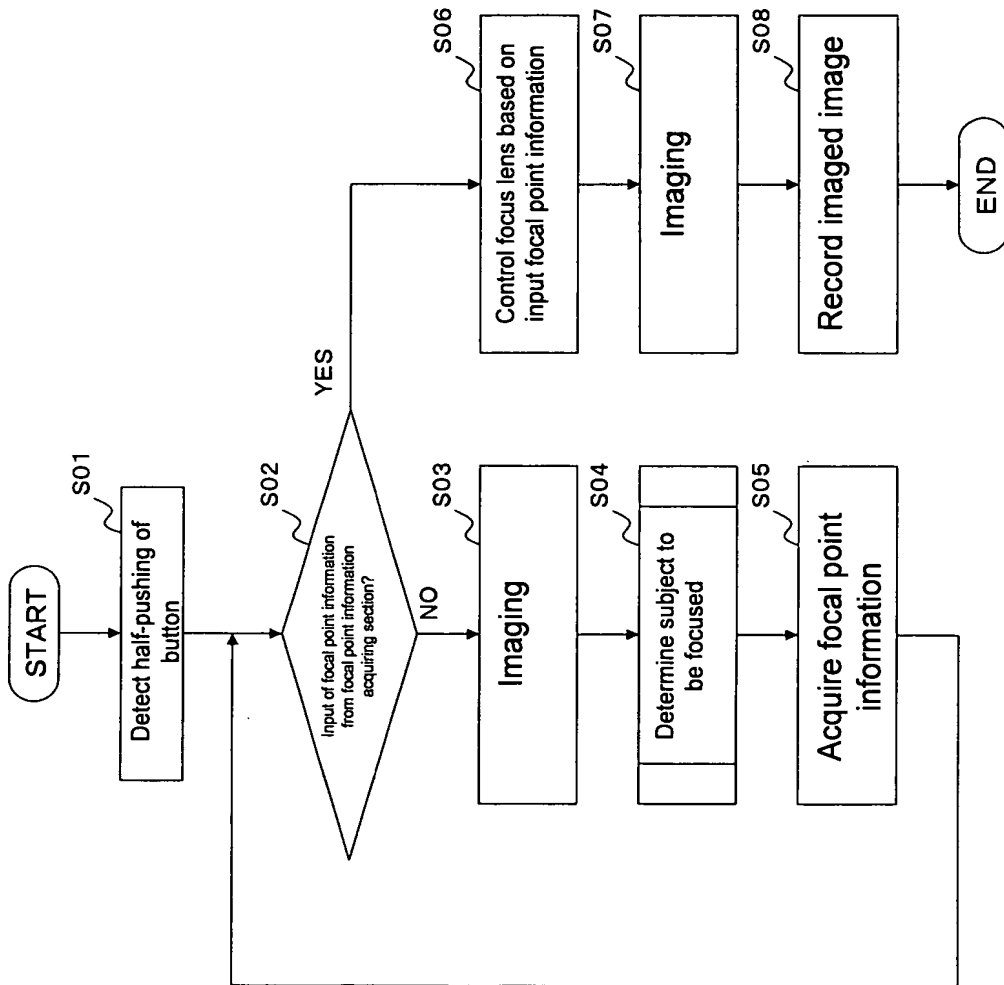 START
S01
Detect half-pushing of
button
S02
Input of focal point information
from focal point information
acquiring section?
YES
NO
S03
Imaging
S04
Determine subject to
be focused
S05
Acquire focal point
information
S06
Control focus lens based on
input focal point information
S07
Imaging
S08
Record imaged image
END